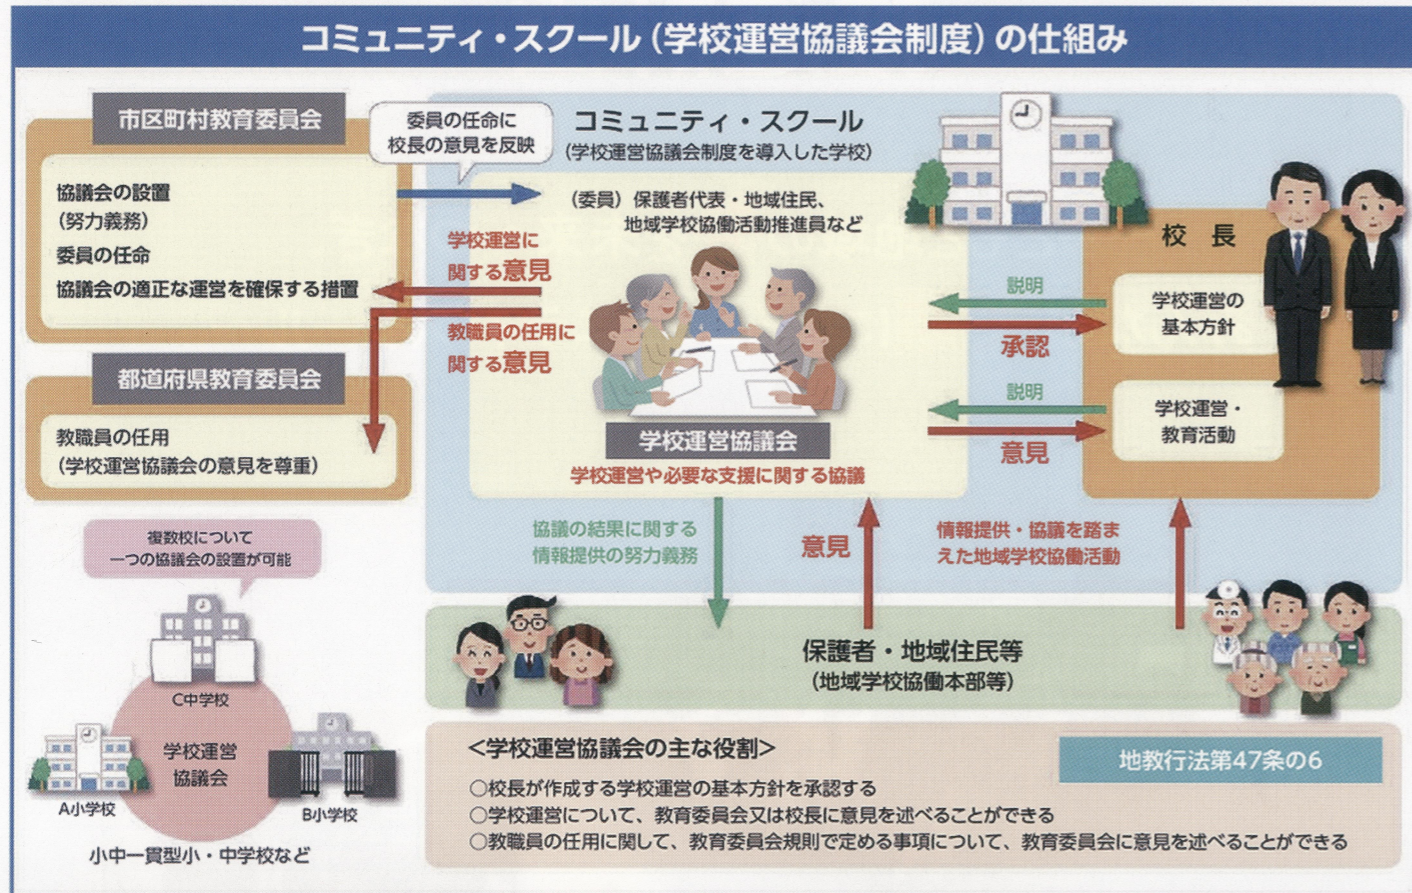 コミュニティ・スクール（学校運営協議会制度）の仕組み
市区町村教育委員会
協議会の設置
（努力義務）
委員の任命
協議会の適正な運営を確保する措置
委員の任命に
校長の意見を反映
コミュニティ・スクール
（学校運営協議会制度を導入した学校）
（委員）保護者代表・地域住民、
地域学校協働活動推進員など
学校運営に
関する意見
教職員の任用に
関する意見
学校運営協議会
学校運営や必要な支援に関する協議
校長
説明
承認
学校運営の
基本方針
説明
意見
学校運営・
教育活動
都道府県教育委員会
教職員の任用
（学校運営協議会の意見を尊重）
協議の結果に関する
情報提供の努力義務
意見
情報提供・協議を踏ま
えた地域学校協働活動
保護者・地域住民等
（地域学校協働本部等）
複数校について
一つの協議会の設置が可能
C中学校
学校運営
協議会
A小学校
B小学校
小中一貫型小・中学校など
＜学校運営協議会の主な役割＞
地教行法第47条の6
○校長が作成する学校運営の基本方針を承認する
○学校運営について、教育委員会又は校長に意見を述べることができる
○教職員の任用に関して、教育委員会規則で定める事項について、教育委員会に意見を述べることができる